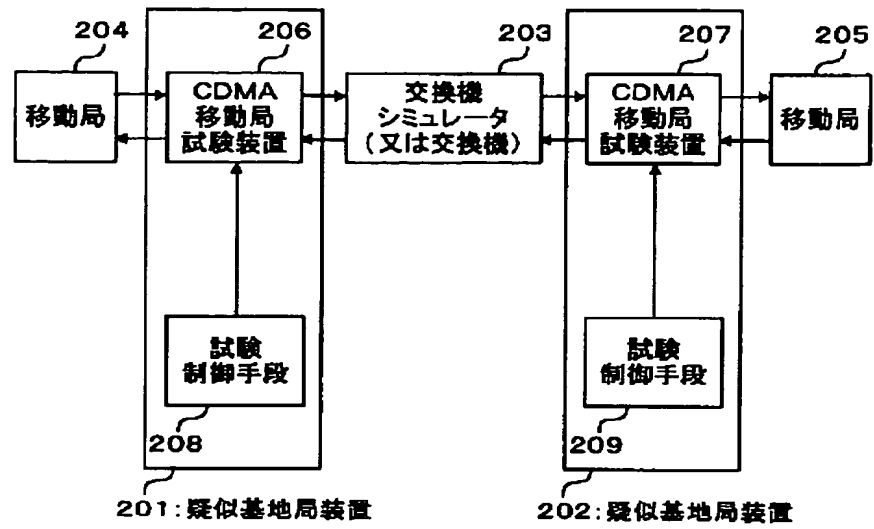 204
206
203
207
205
移動局
CDMA
移動局
試験装置
交換機
シミュレータ
(又は交換機)
CDMA
移動局
試験装置
移動局
試験
制御手段
試験
制御手段
208
209
201:疑似基地局装置
202:疑似基地局装置